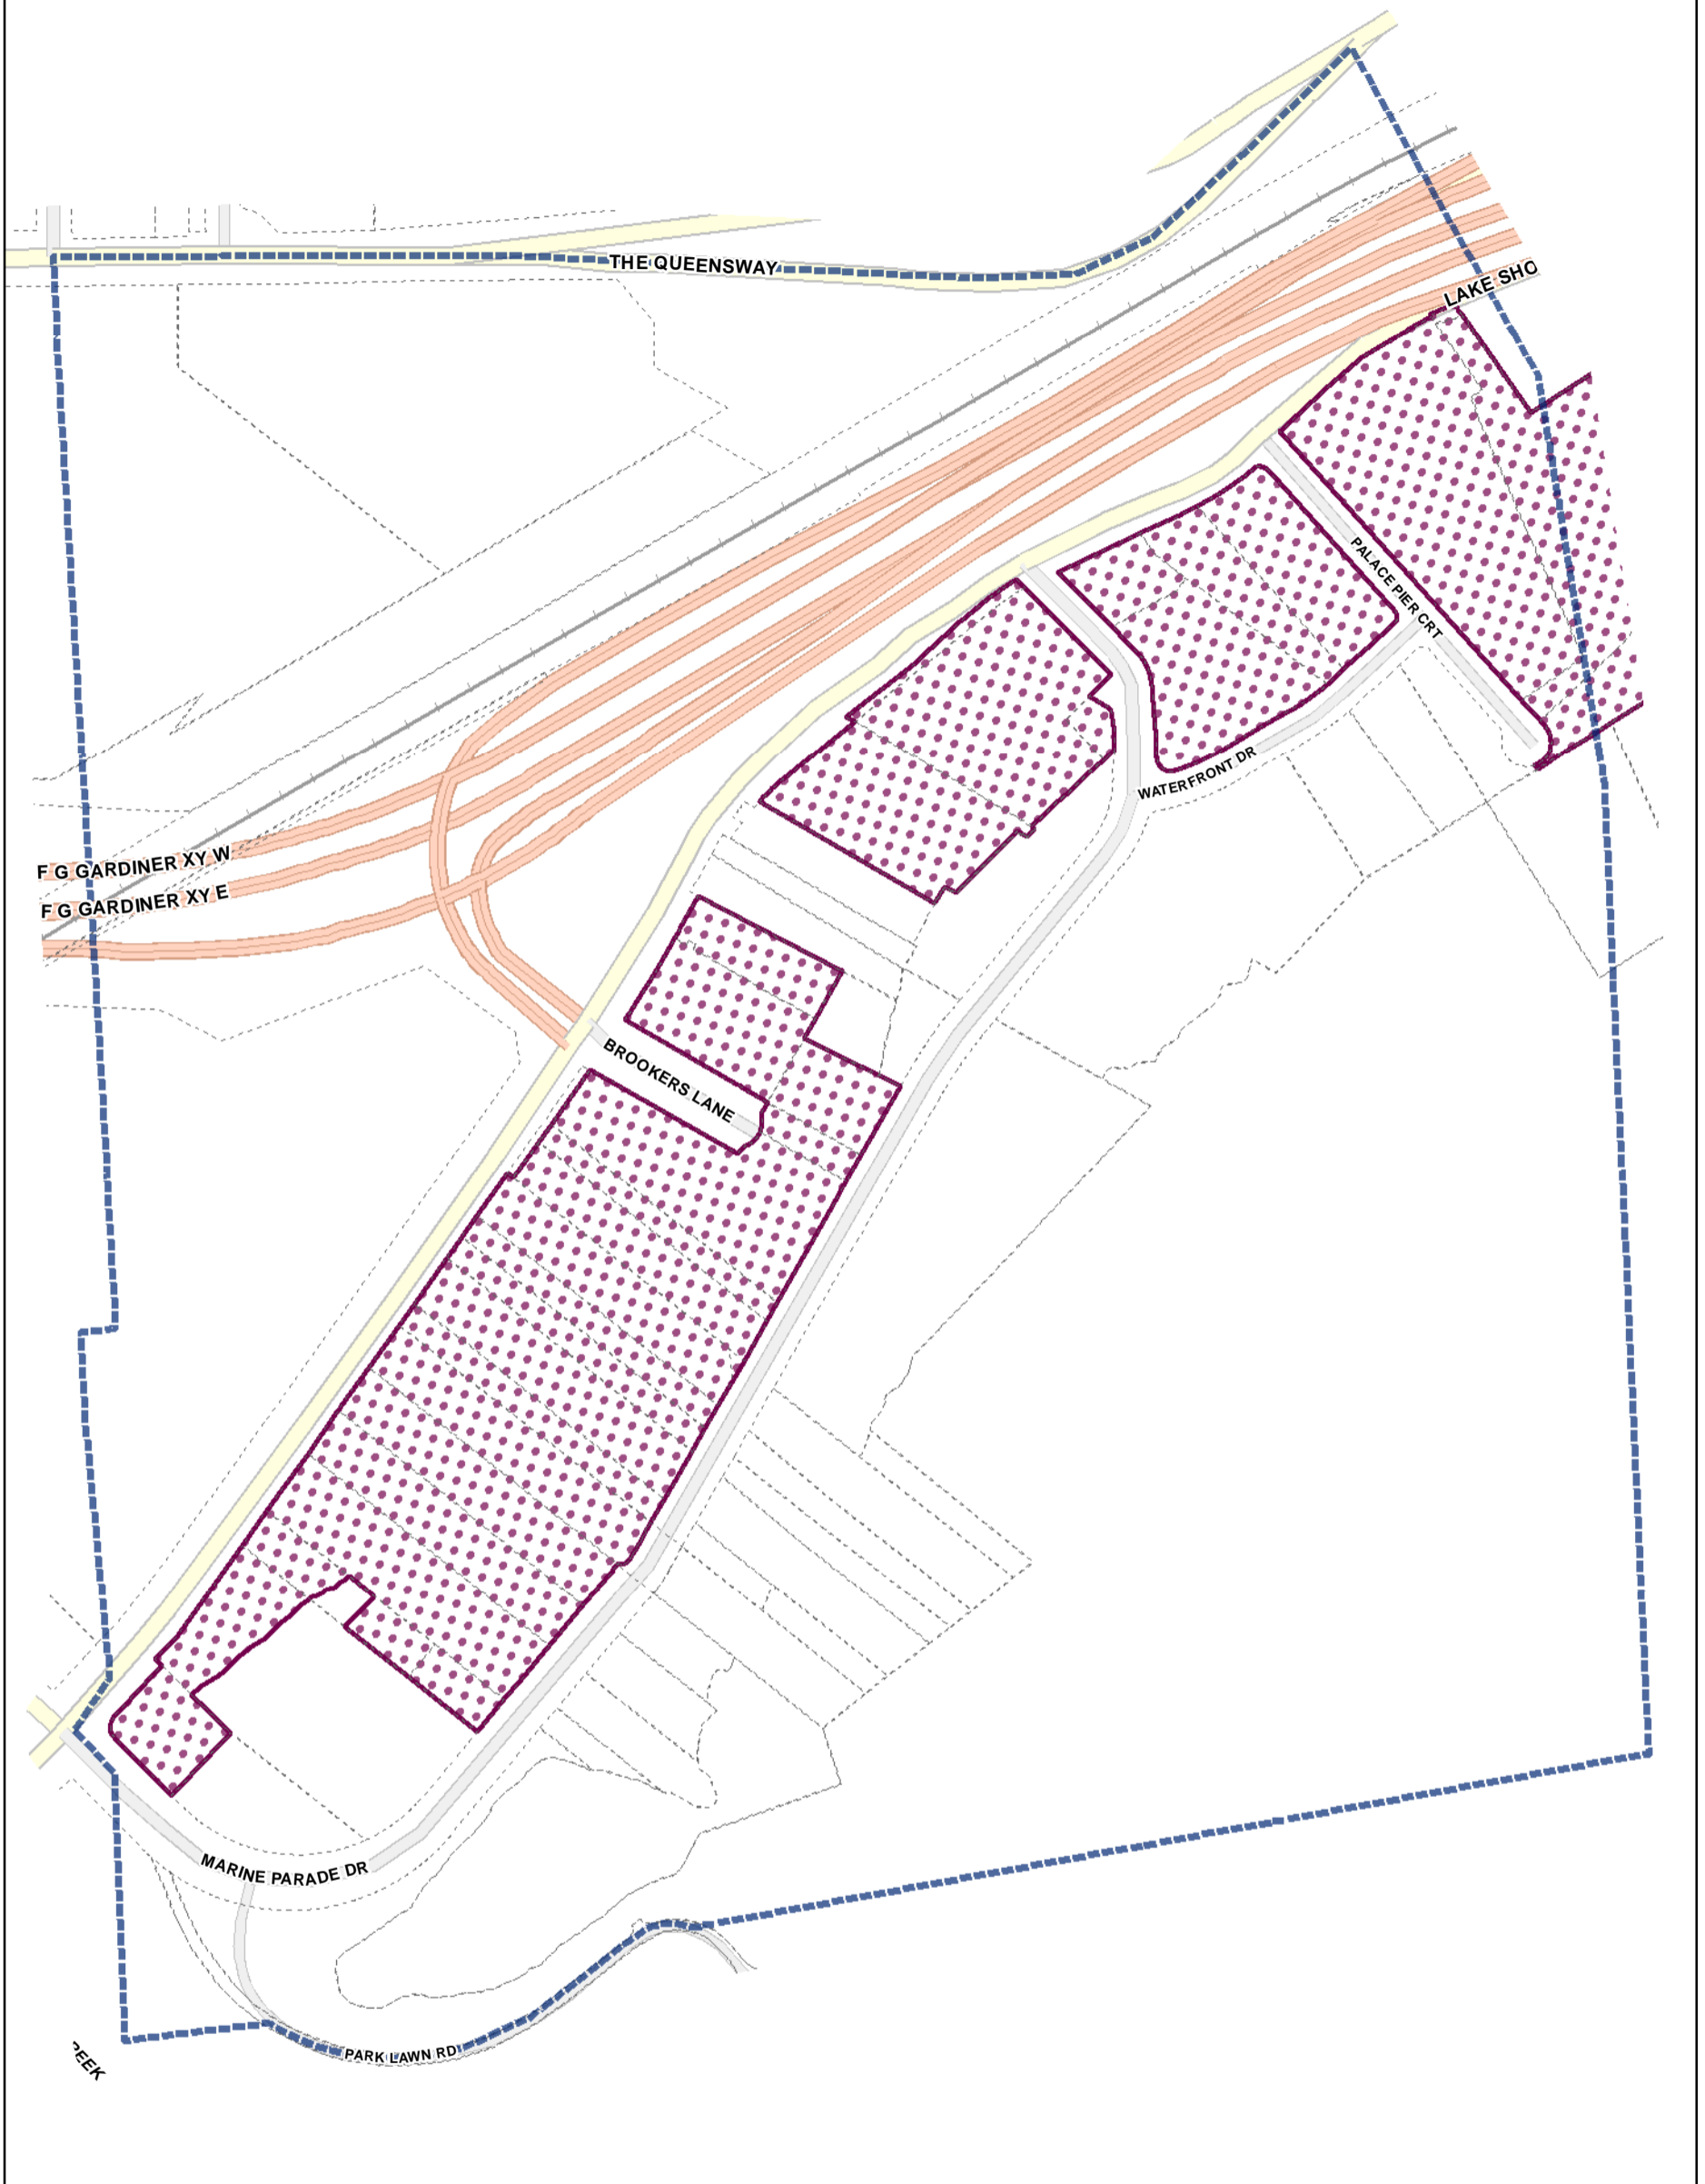 THE QUEENSWAY
LAKE SHO
PALACE PIER CRT
WATERFRONT DR
F G GARDINER XY W
F G GARDINER XY E
BROOKERS LANE
MARINE PARADE DR
PARK LAWN RD
REEK